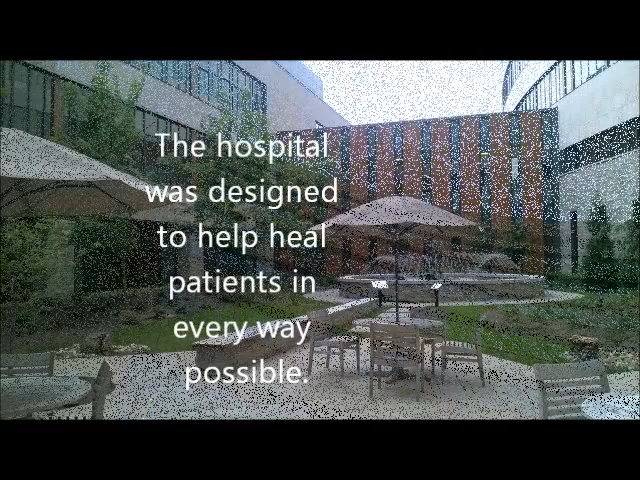 The hospital
was designed
to help heal
patients in
every way
possible.